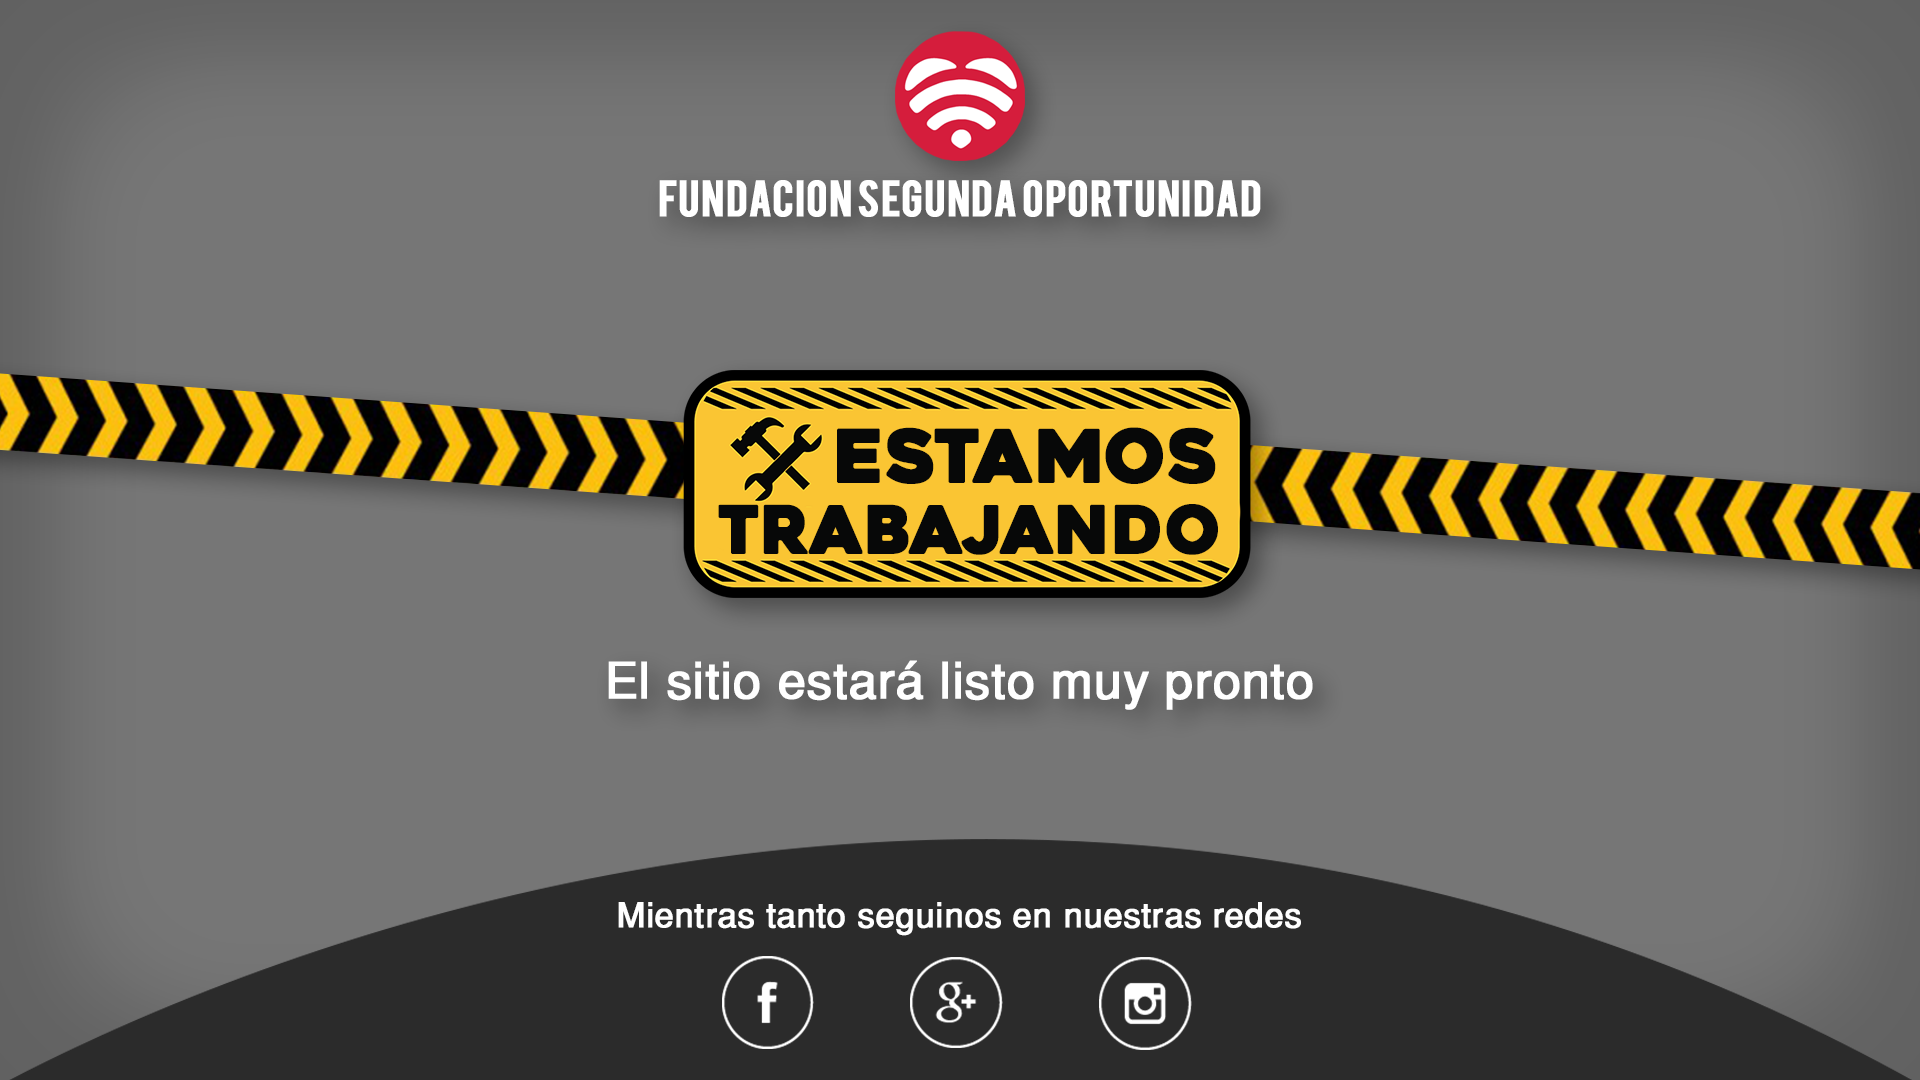 FUNDACION SEGUNDA OPORTUNIDAD
ESTAMOS
TRABAJANDO
El sitio estará listo muy pronto
Mientras tanto seguinos en nuestras redes
f g+